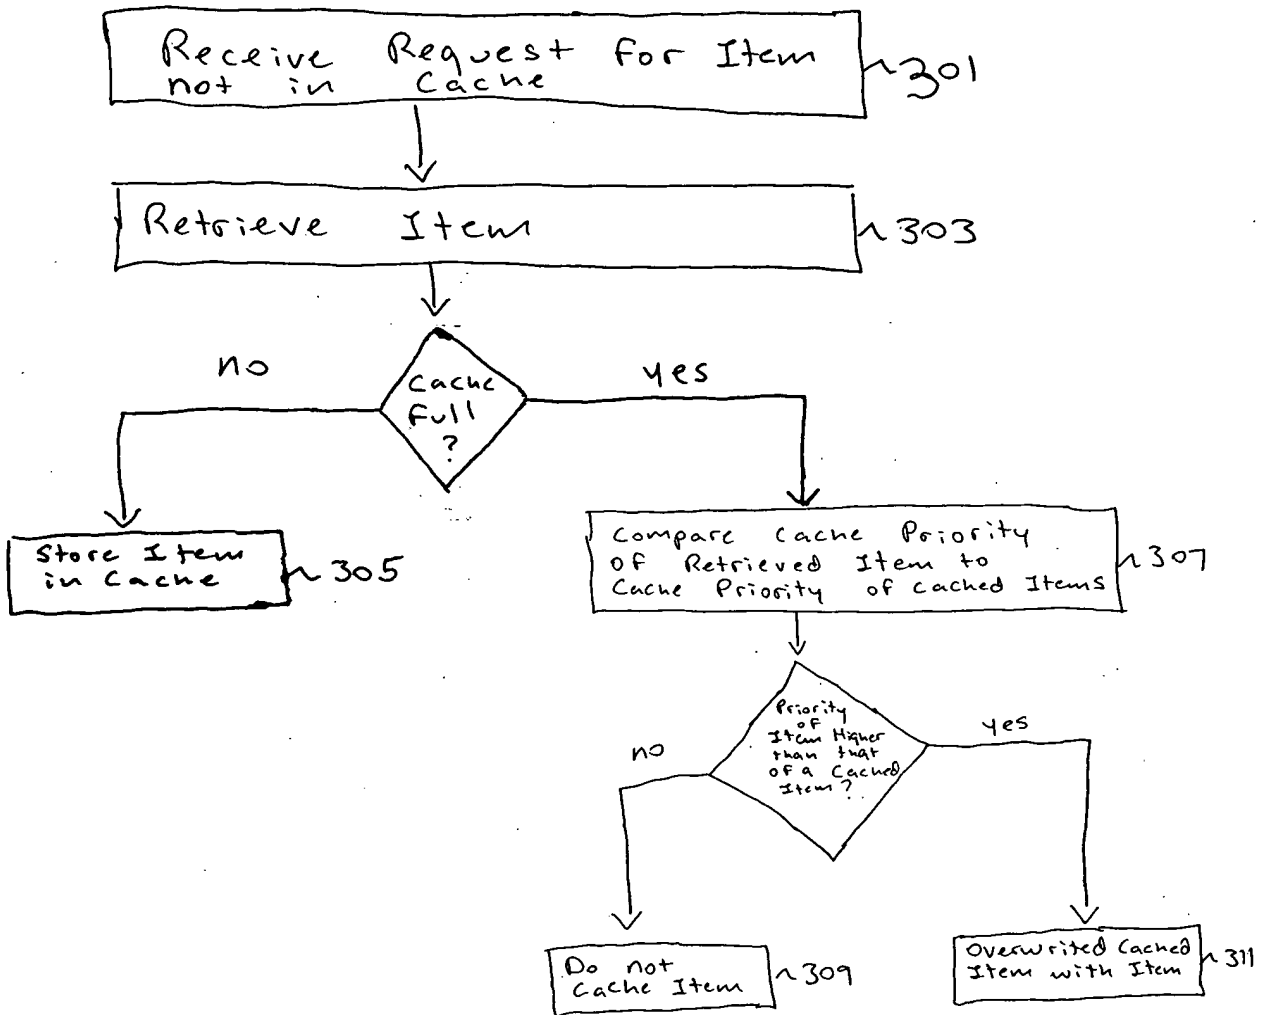 Receive Request for Item
not in Cache
301
Retrieve Item
303
no
yes
Cache
Full
?
Store Item
in Cache
305
Compare Cache Priority
of Retrieved Item to
Cache Priority of Cached Items
307
Priority
of
Item Higher
than that
of a Cached
Item?
no
yes
Do not
Cache Item
309
Overwrited Cached
Item with Item
311